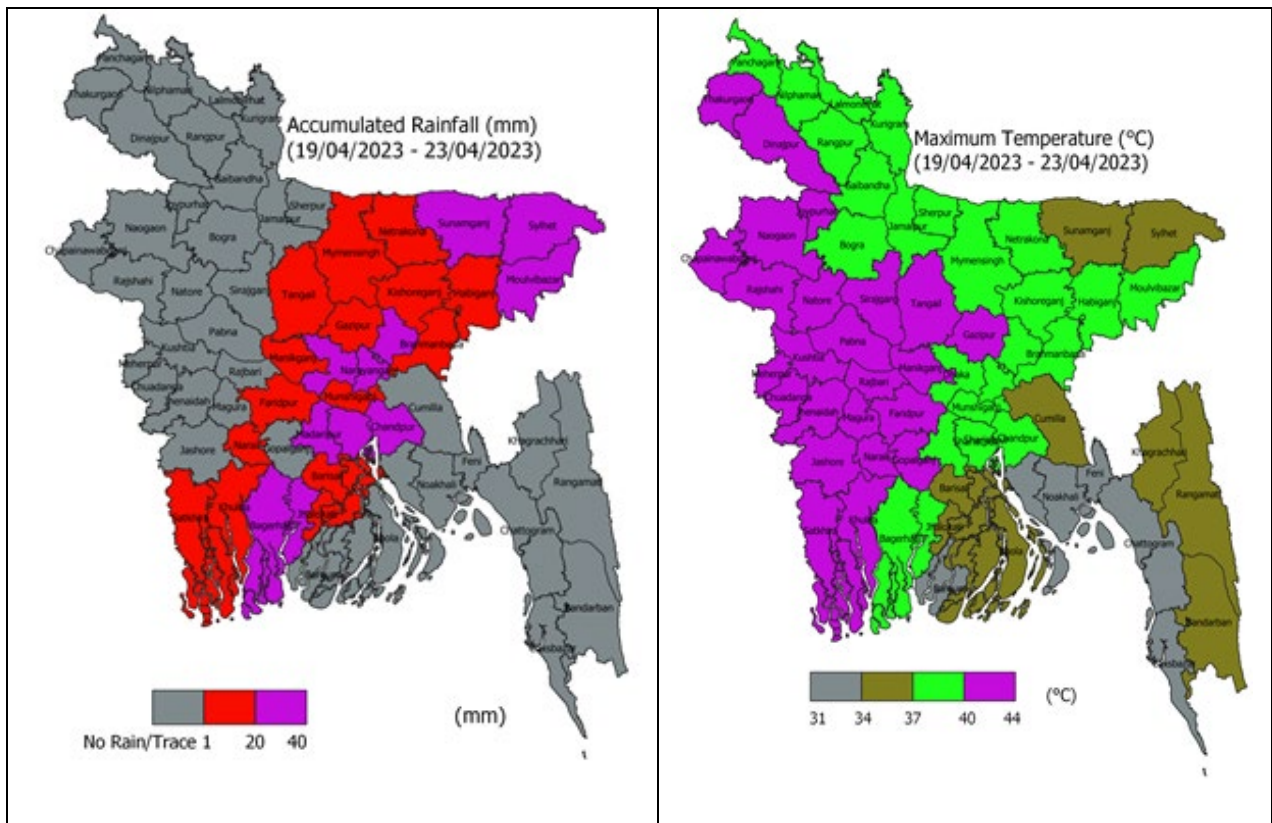 Panchagarh
Thakurgaon
Nilphamari
Lalmonirhat
Kurigram
Dinajpur
Rangpur
Accumulated Rainfall (mm)
(19/04/2023 - 23/04/2023)
Gaibandha
Joypurhat
Sherpur
Jamalpur
Naogaon
Bogra
Netrakona
Sunamganj
Sylhet
Chapainawabganj
Mymensingh
Rajshahi
Moulvibazar
Natore
Sirajganj
Tangail
Kishoreganj
Habiganj
Pabna
Gazipur
Kushtia
Brahmanbaria
Meherpur
Manikganj
Rajbari
Narayanganj
Chuadanga
Jhenaidah
Magura
Faridpur
Munshiganj
Cumilla
Madaripur
Chandpur
Khagrachhari
Jashore
Narail
Gopalganj
Feni
Barisal
Noakhali
Rangamati
Satkhira
Khulna
Bagerhat
Jhalokati
Chattogram
Bhola
Barguna
Bandarban
Coxsbazar
(mm)
No Rain/Trace 1 20 40
Panchagarh
Thakurgaon
Nilphamari
Lalmonirhat
Kurigram
Dinajpur
Rangpur
Maximum Temperature (°C)
(19/04/2023 - 23/04/2023)
Gaibandha
Joypurhat
Sherpur
Jamalpur
Naogaon
Bogra
Netrakona
Sunamganj
Sylhet
Chapainawabganj
Mymensingh
Rajshahi
Moulvibazar
Natore
Sirajganj
Tangail
Kishoreganj
Habiganj
Pabna
Gazipur
Kushtia
Brahmanbaria
Meherpur
Manikganj
Dhaka
Rajbari
Chuadanga
Jhenaidah
Magura
Faridpur
Munshiganj
Cumilla
Chandpur
Khagrachhari
Jashore
Narail
Gopalganj
Feni
Barisal
Noakhali
Rangamati
Satkhira
Khulna
Bagerhat
Jhalokati
Chattogram
Bhola
Barguna
Bandarban
Coxsbazar
(°C)
31 34 37 40 44